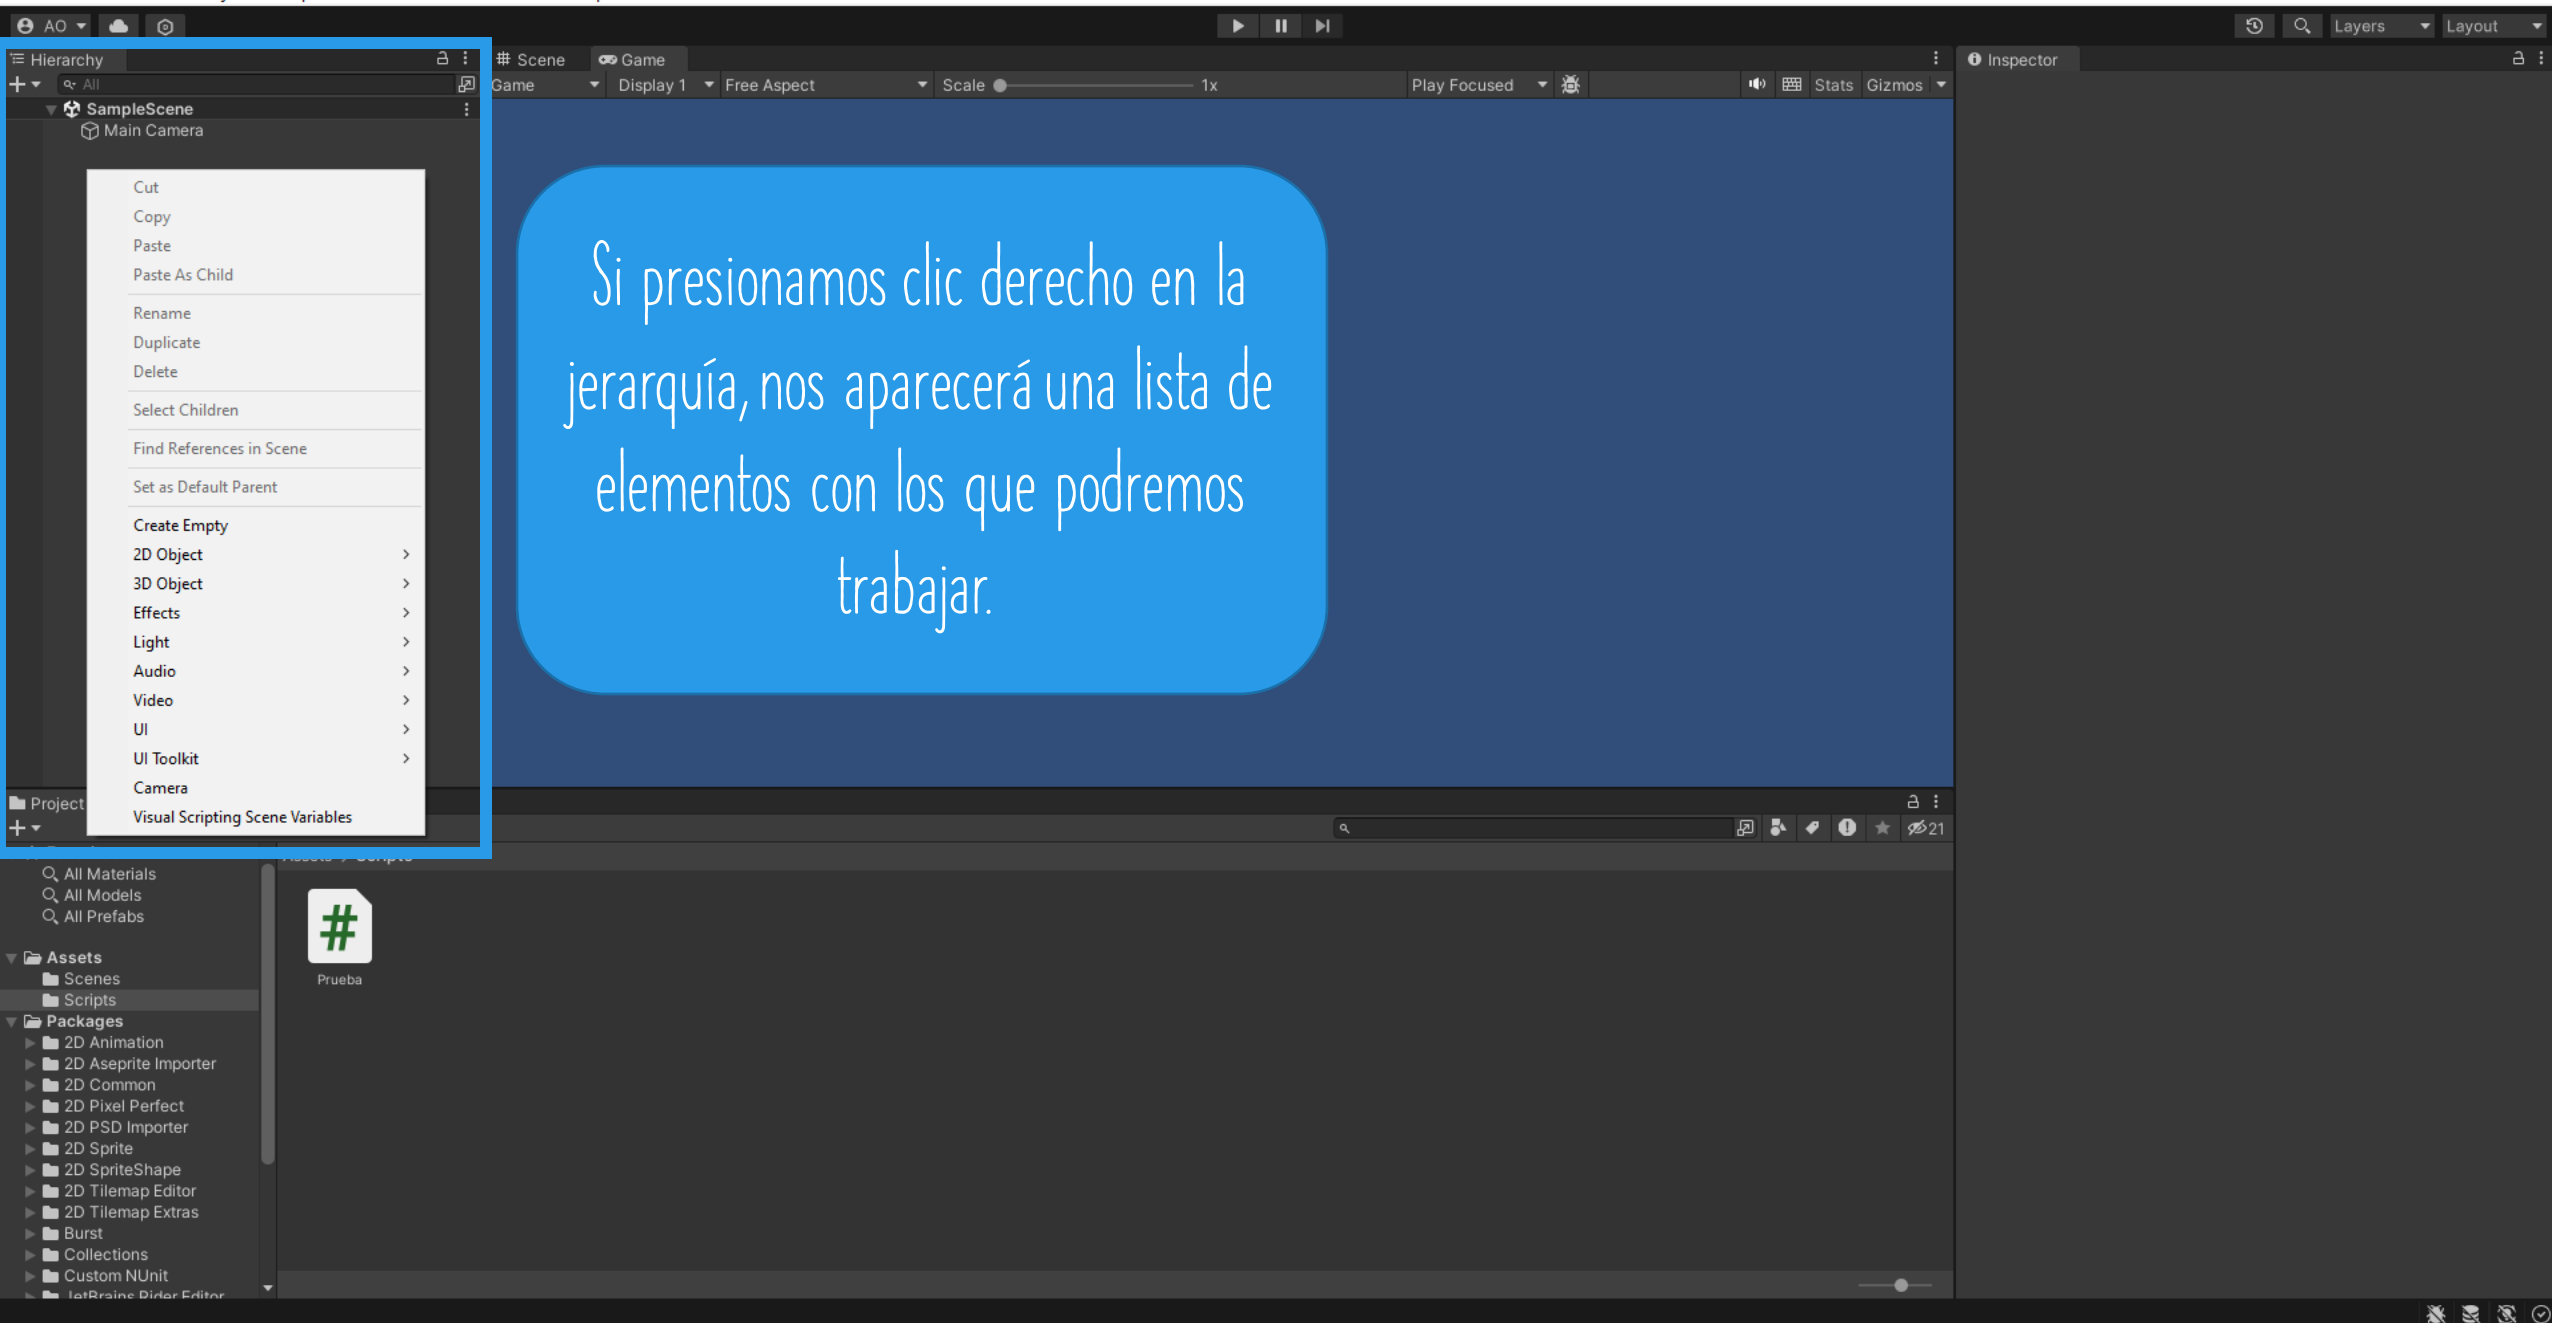 AO
Layers
Layout
Hierarchy
All
SampleScene
Main Camera
Cut
Copy
Paste
Paste As Child
Rename
Duplicate
Delete
Select Children
Find References in Scene
Set as Default Parent
Create Empty
2D Object
3D Object
Effects
Light
Audio
Video
UI
UI Toolkit
Camera
Visual Scripting Scene Variables
Scene
Game
Game
Display 1
Free Aspect
Scale
1x
Play Focused
Stats
Gizmos
Si presionamos clic derecho en la
jerarquía, nos aparecerá una lista de
elementos con los que podremos
trabajar.
Inspector
Project
21
All Materials
All Models
All Prefabs
Assets
Scenes
Scripts
Packages
2D Animation
2D Aseprite Importer
2D Common
2D Pixel Perfect
2D PSD Importer
2D Sprite
2D SpriteShape
2D Tilemap Editor
2D Tilemap Extras
Burst
Collections
Custom NUnit
JetBrains Rider Editor
Assets > Scripts
#
Prueba